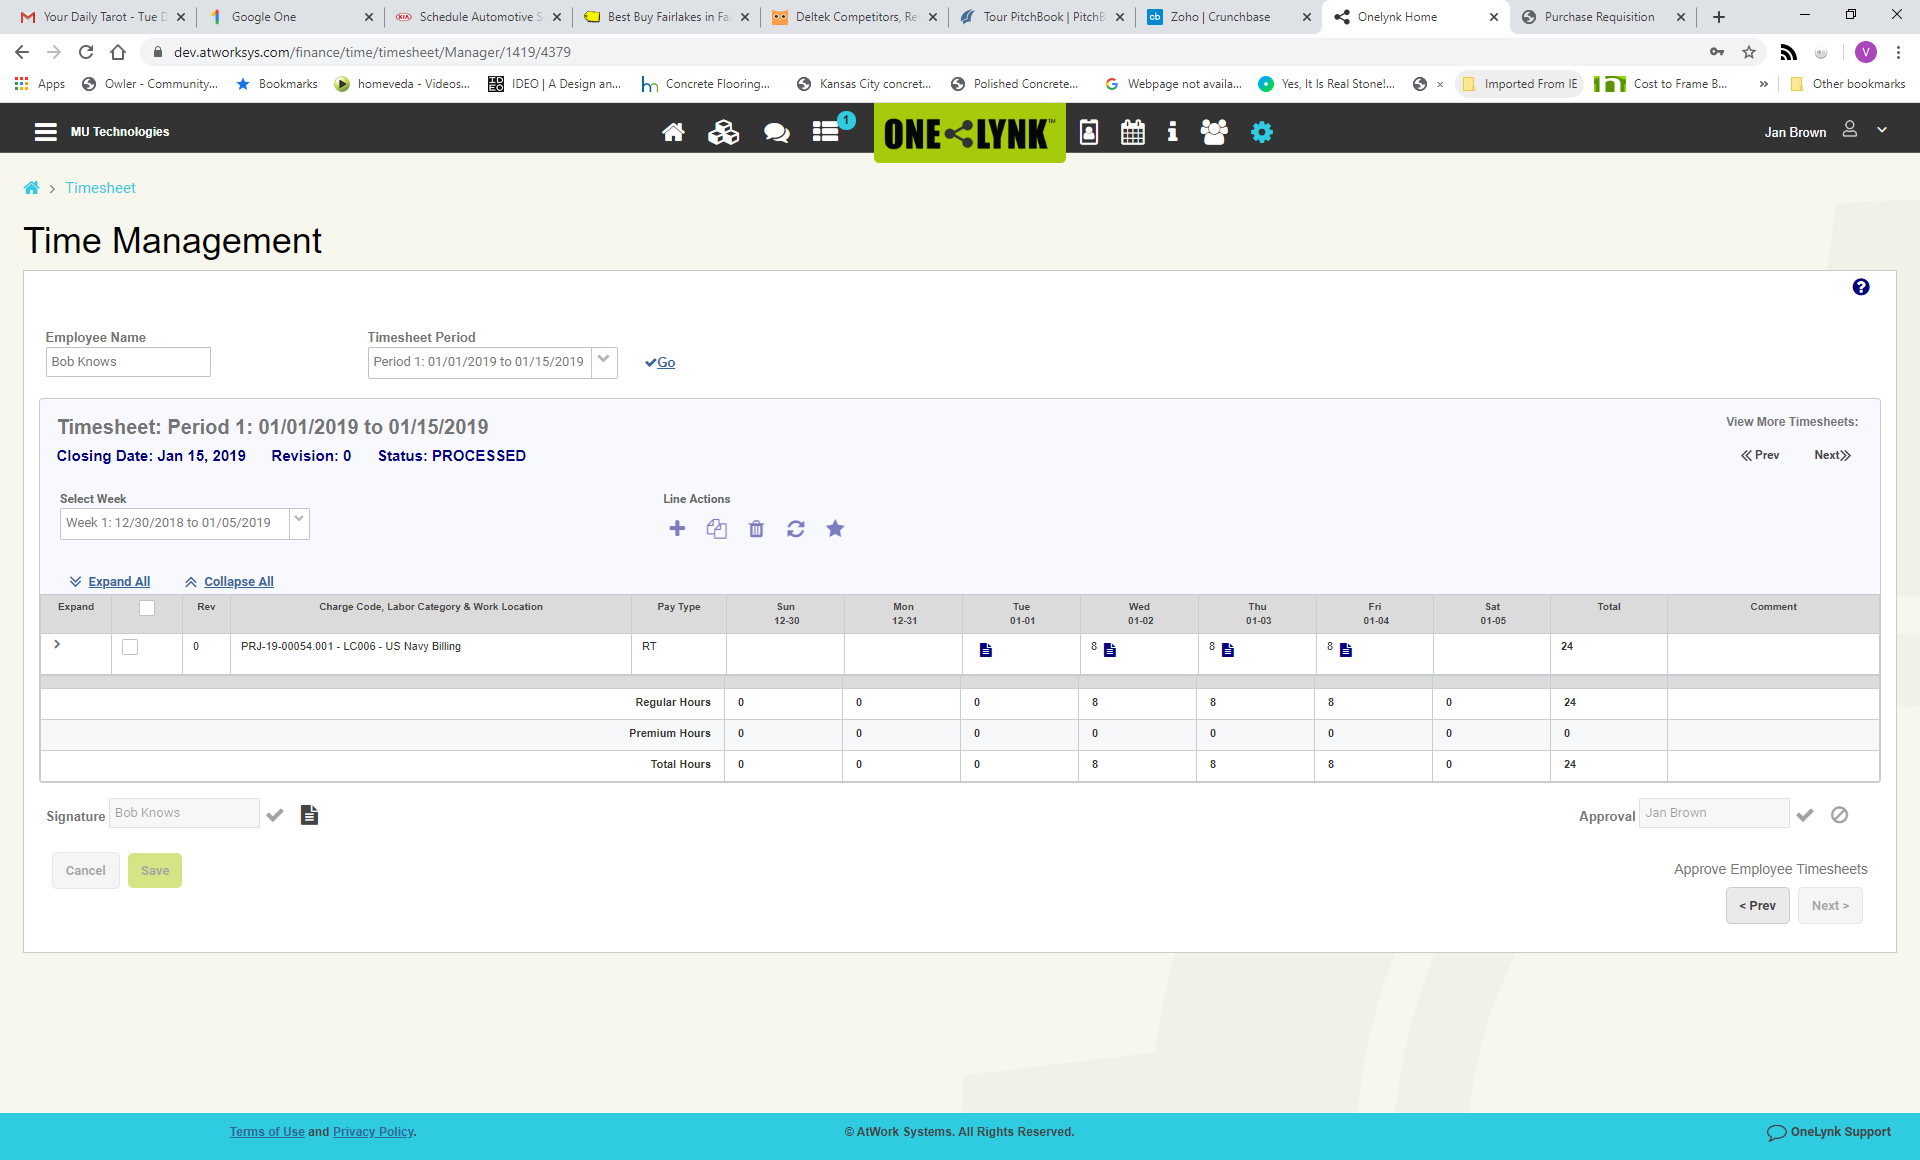 Your Daily Tarot - Tue D
Google One
Schedule Automotive S
Best Buy Fairlakes in Fa
Deltek Competitors, Re
Tour PitchBook | PitchB
Zoho | Crunchbase
Onelynk Home
Purchase Requisition
dev.atworksys.com/finance/time/timesheet/Manager/1419/4379
V
Apps
Owler - Community...
Bookmarks
homeveda - Videos...
IDEO | A Design an...
Concrete Flooring...
Kansas City concret...
Polished Concrete...
Webpage not availa...
Yes, It Is Real Stone!...
Imported From IE
Cost to Frame B...
Other bookmarks
MU Technologies
1
ONE LYNK™
Jan Brown
Timesheet
Time Management
Employee Name
Timesheet Period
Bob Knows
Period 1: 01/01/2019 to 01/15/2019
Go
Timesheet: Period 1: 01/01/2019 to 01/15/2019
View More Timesheets:
Closing Date: Jan 15, 2019 Revision: 0 Status: PROCESSED
Prev Next
Select Week
Line Actions
Week 1: 12/30/2018 to 01/05/2019
Expand All Collapse All
Expand Rev Charge Code, Labor Category & Work Location Pay Type Sun Mon Tue Wed Thu Fri Sat Total Comment
12-30 12-31 01-01 01-02 01-03 01-04 01-05
0 PRJ-19-00054.001 - LC006 - US Navy Billing RT 8 8 8 24
Regular Hours 0 0 0 8 8 8 0 24
Premium Hours 0 0 0 0 0 0 0 0
Total Hours 0 0 0 8 8 8 0 24
Signature Bob Knows
Approval Jan Brown
Cancel Save
Approve Employee Timesheets
< Prev Next >
Terms of Use and Privacy Policy.
© AtWork Systems. All Rights Reserved.
OneLynk Support